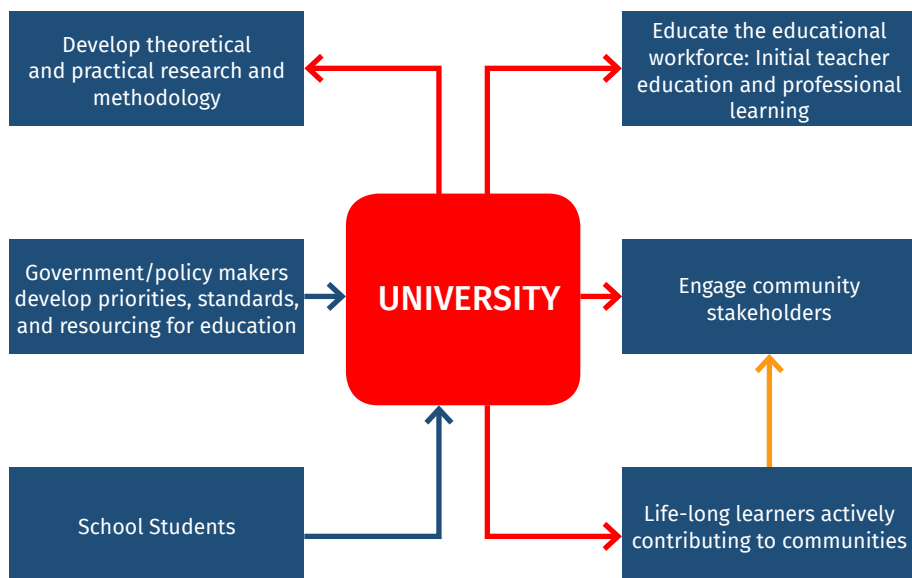 Develop theoretical
and practical research and
methodology
Educate the educational
workforce: Initial teacher
education and professional
learning
Government/policy makers
develop priorities, standards,
and resourcing for education
UNIVERSITY
Engage community
stakeholders
School Students
Life-long learners actively
contributing to communities